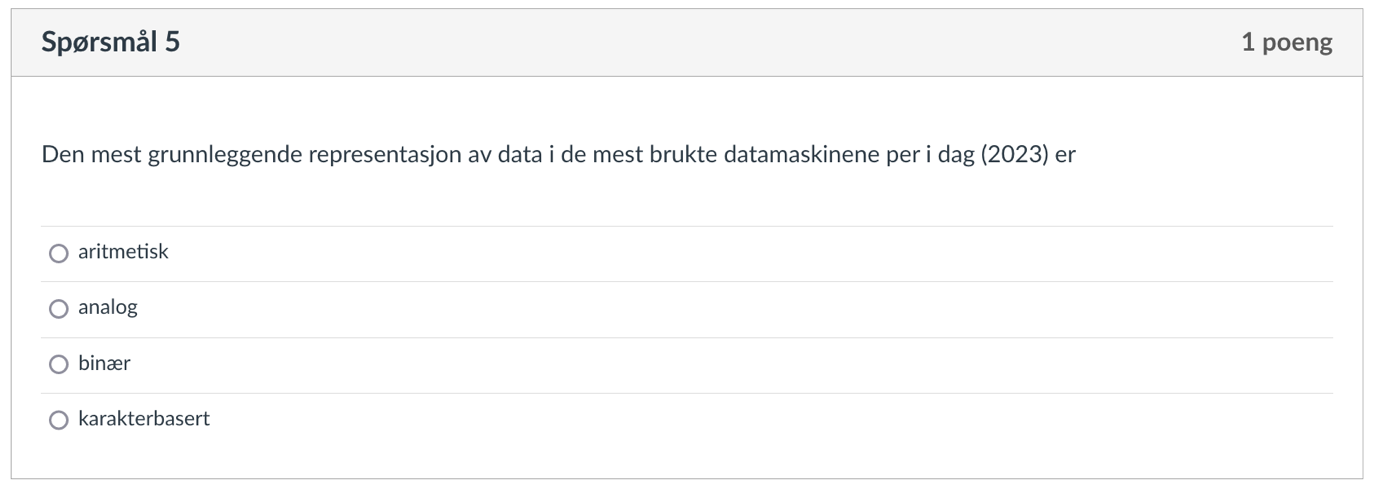 Spørsmål 5
1 poeng
Den mest grunnleggende representasjon av data i de mest brukte datamaskinene per i dag (2023) er
aritmetisk
analog
binær
karakterbasert